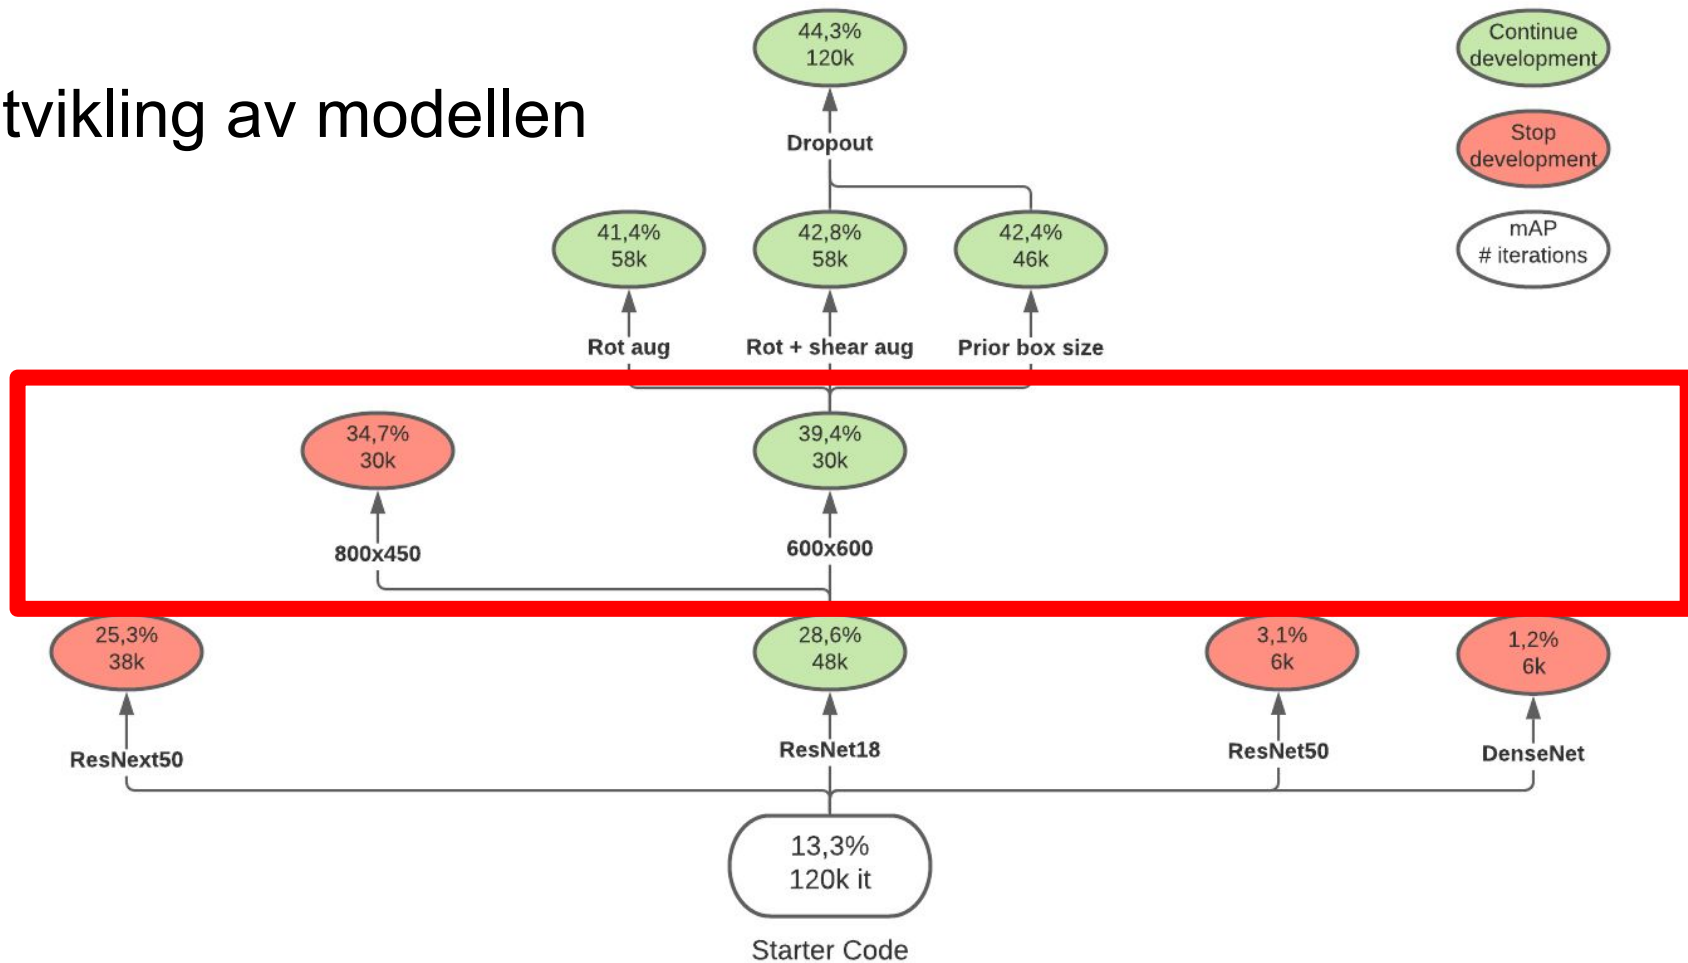 44,3%
120k
Continue
development
tvikling av modellen
Dropout
Stop
development
41,4%
58k
42,8%
58k
42,4%
46k
mAP
# iterations
Rot aug
Rot + shear aug
Prior box size
34,7%
30k
39,4%
30k
800x450
600x600
25,3%
38k
28,6%
48k
3,1%
6k
1,2%
6k
ResNext50
ResNet18
ResNet50
DenseNet
13,3%
120k it
Starter Code